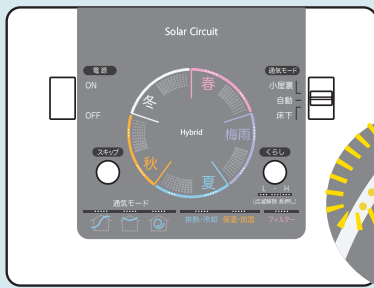 Solar Circuit
電源
ON
OFF
通気モード
小屋裏
自動
床下
春
梅雨
夏
秋
冬
Hybrid
スキップ
くらし
L ・ H
(点滅解除 長押し)
通気モード
排熱・冷却 保温・加温 フィルター